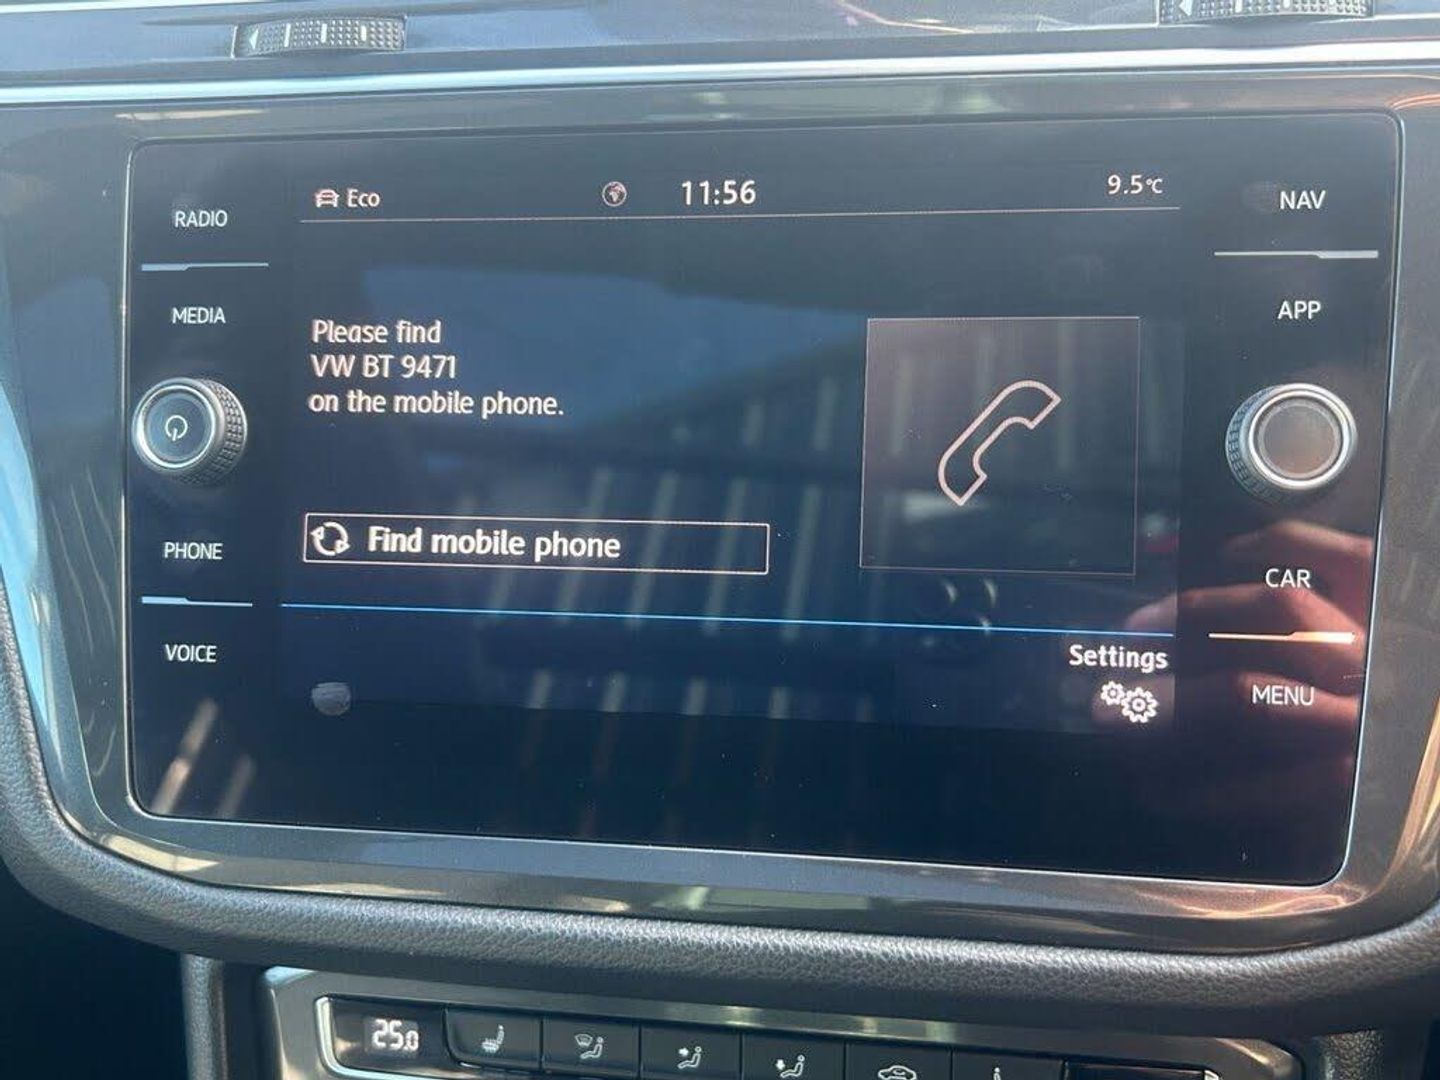 Eco 11:56 9.5°C
RADIO
MEDIA
PHONE
VOICE
Please find
VW BT 9471
on the mobile phone.
Find mobile phone
Settings
NAV
APP
CAR
MENU
25.0